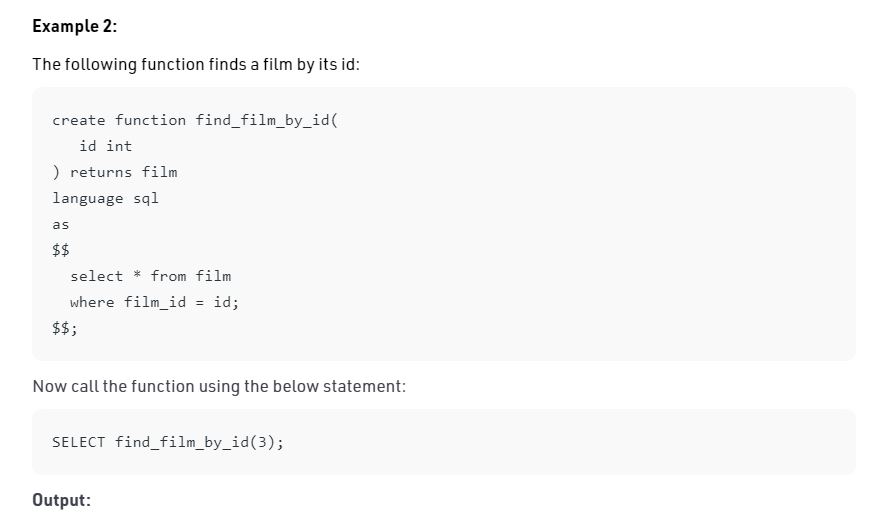 Example 2:
The following function finds a film by its id:
create function find_film_by_id(
   id int
) returns film
language sql
as
$$
  select * from film
  where film_id = id;
$$;
Now call the function using the below statement:
SELECT find_film_by_id(3);
Output: